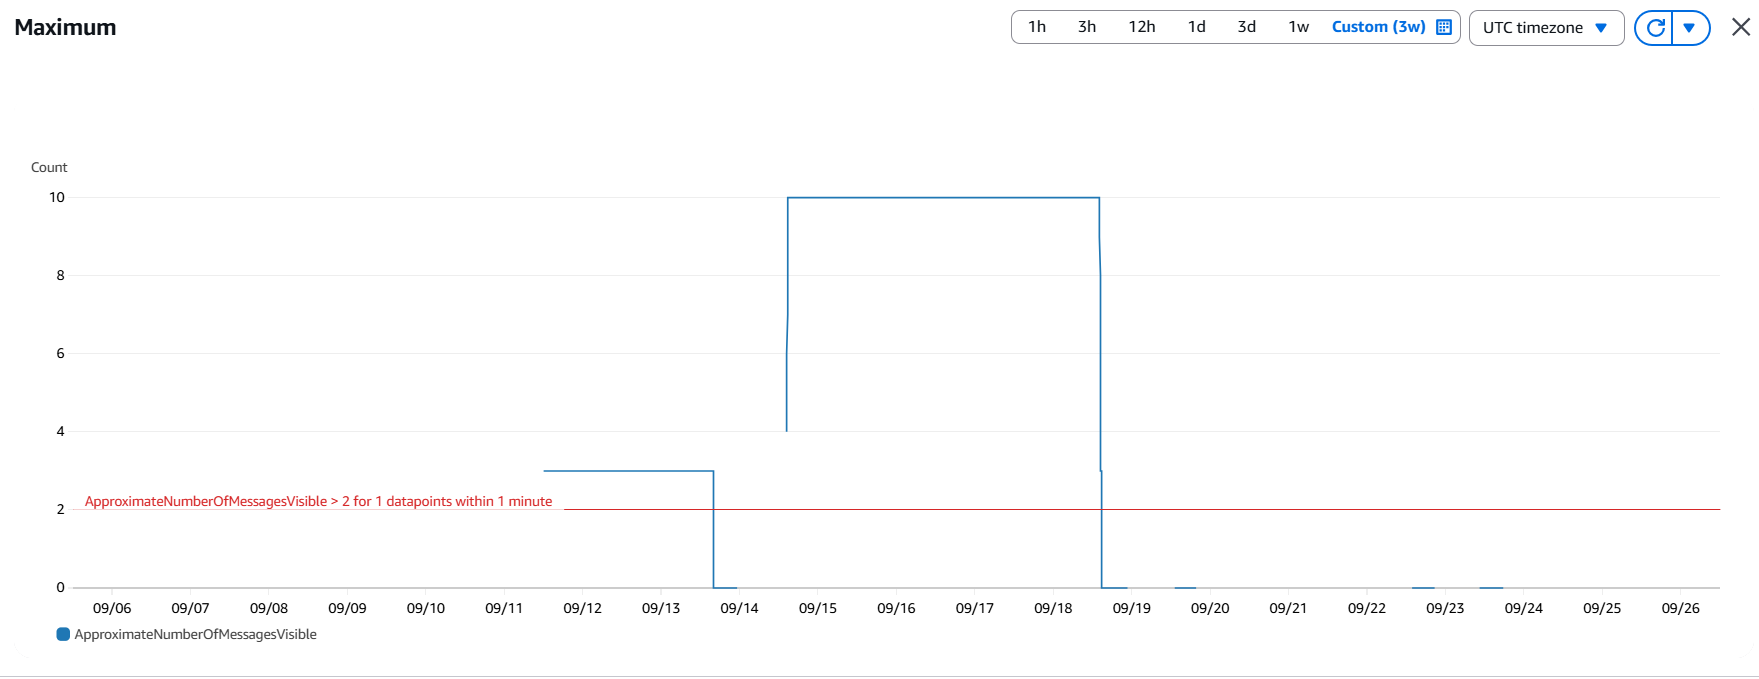 Maximum
1h 3h 12h 1d 3d 1w Custom (3w) UTC timezone
Count
10
8
6
4
ApproximateNumberOfMessagesVisible > 2 for 1 datapoints within 1 minute
2
0
09/06 09/07 09/08 09/09 09/10 09/11 09/12 09/13 09/14 09/15 09/16 09/17 09/18 09/19 09/20 09/21 09/22 09/23 09/24 09/25 09/26
ApproximateNumberOfMessagesVisible